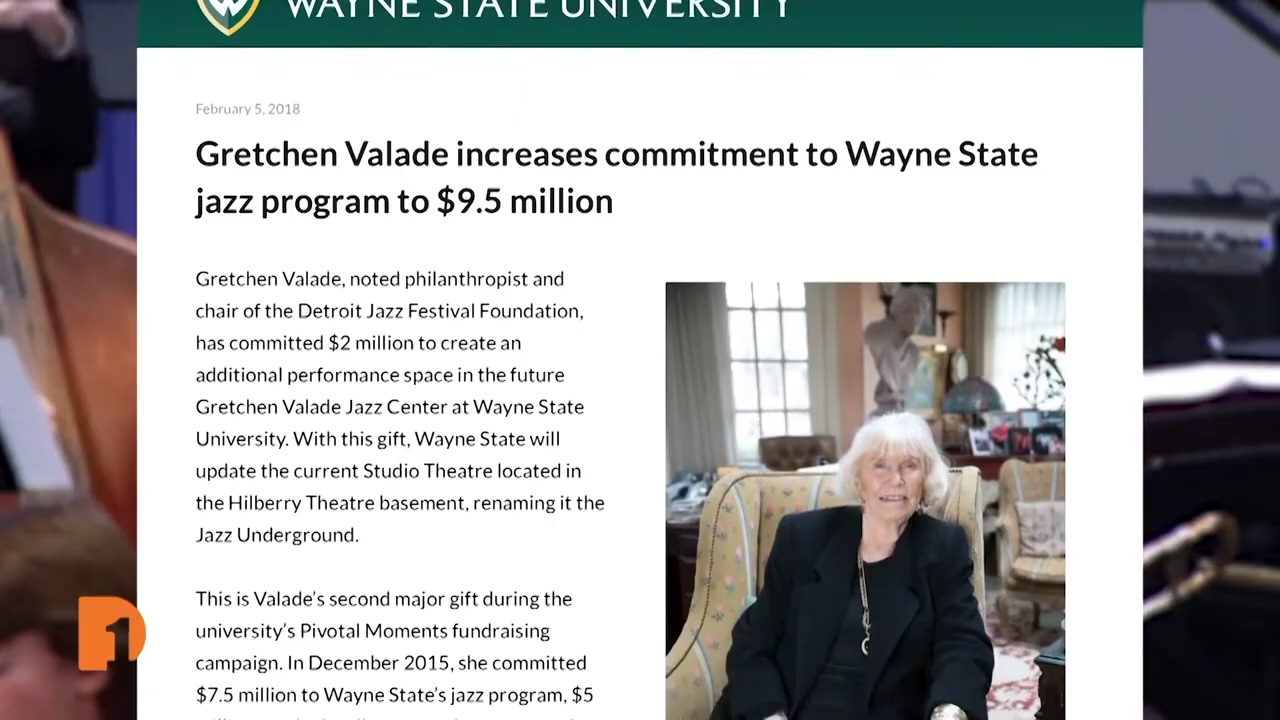 WAYNE STATE UNIVERSITY
February 5, 2018
Gretchen Valade increases commitment to Wayne State
jazz program to $9.5 million
Gretchen Valade, noted philanthropist and
chair of the Detroit Jazz Festival Foundation,
has committed $2 million to create an
additional performance space in the future
Gretchen Valade Jazz Center at Wayne State
University. With this gift, Wayne State will
update the current Studio Theatre located in
the Hilberry Theatre basement, renaming it the
Jazz Underground.
This is Valade’s second major gift during the
university’s Pivotal Moments fundraising
campaign. In December 2015, she committed
$7.5 million to Wayne State’s jazz program, $5
1